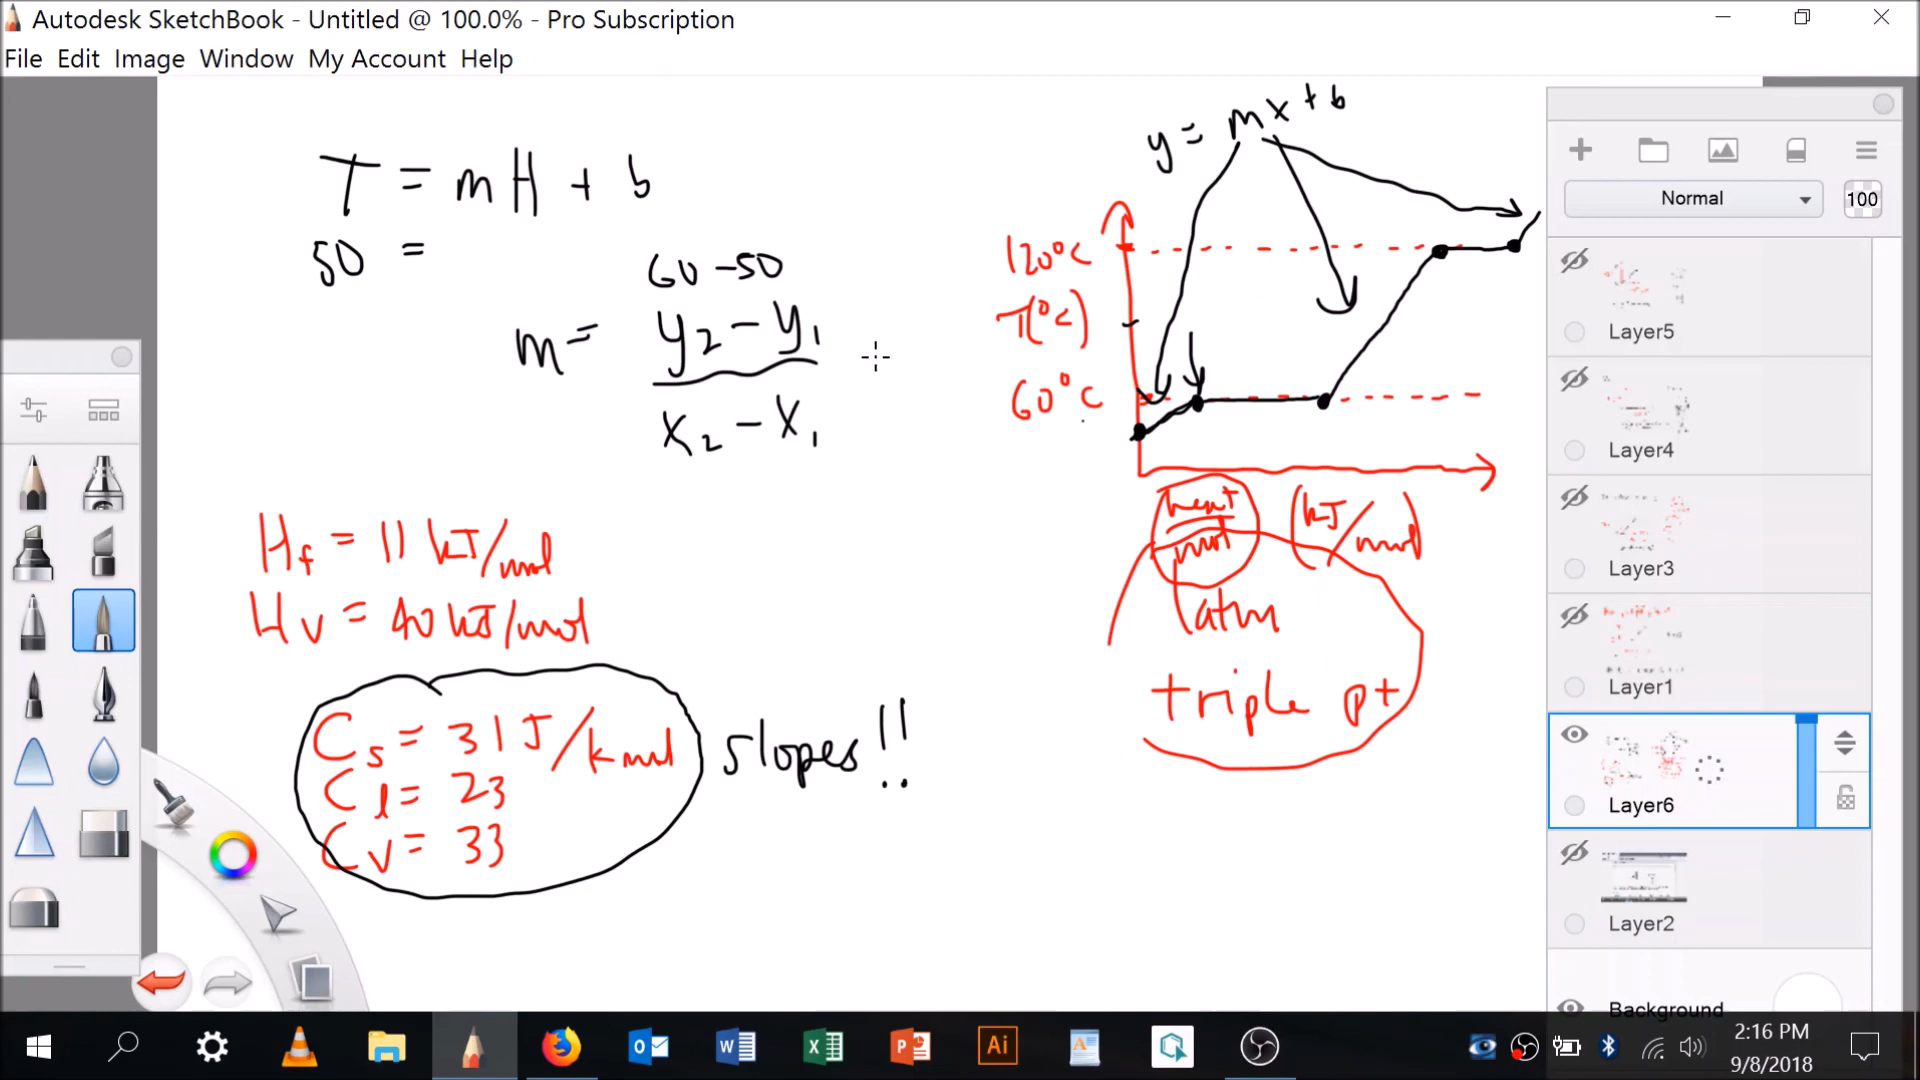 Autodesk SketchBook - Untitled @ 100.0% - Pro Subscription
File Edit Image Window My Account Help
y = mx + b
T = mH + b
50 =
60 - 50
m = y2 - y1
x2 - x1
120°C
T(°C)
60°C
heat
mol
(kJ/mol)
1 atm
triple pt
Hf = 11 kJ/mol
Hv = 40 kJ/mol
Cs = 31 J/k mol
Cl = 23
Cv = 33
slopes!!
Normal
100
Layer5
Layer4
Layer3
Layer1
Layer6
Layer2
Background
Ai
2:16 PM
9/8/2018